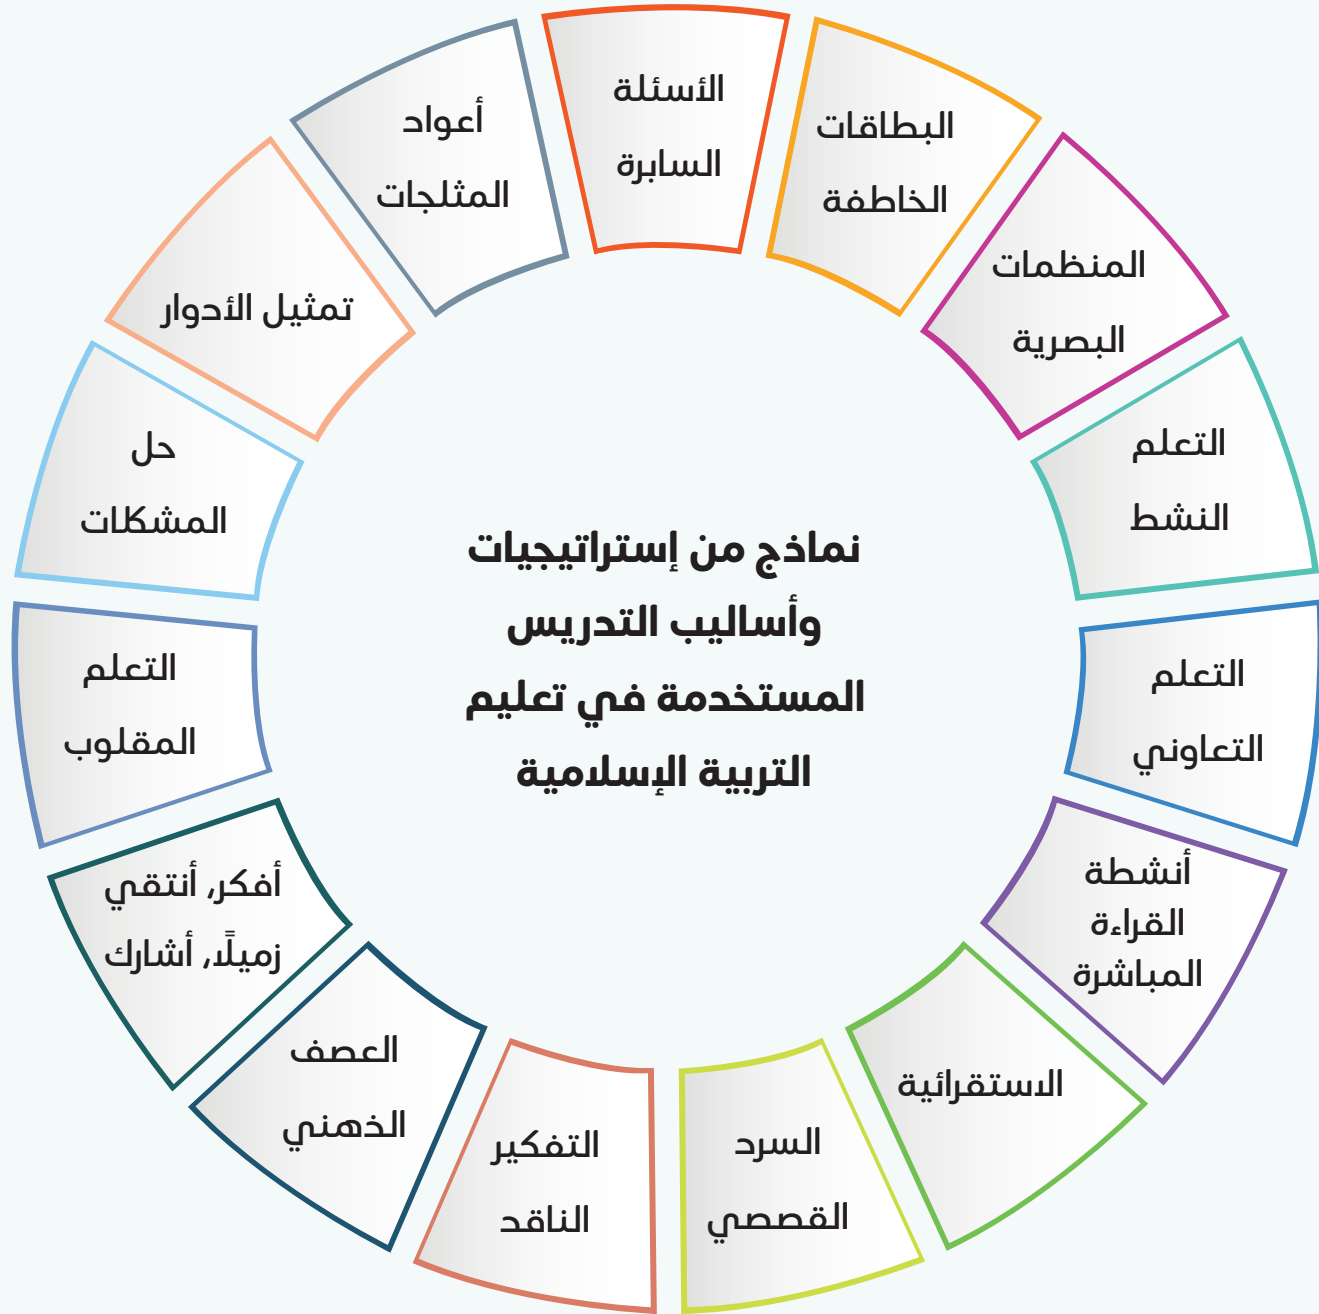 نماذج من إستراتيجيات
وأساليب التدريس
المستخدمة في تعليم
التربية الإسلامية
الأسئلة
السابرة
البطاقات
الخاطفة
المنظمات
البصرية
التعلم
النشط
التعلم
التعاوني
أنشطة
القراءة
المباشرة
الاستقرائية
السرد
القصصي
التفكير
الناقد
العصف
الذهني
أفكر، أنتقي
زميلًا، أشارك
التعلم
المقلوب
حل
المشكلات
تمثيل الأدوار
أعواد
المثلجات